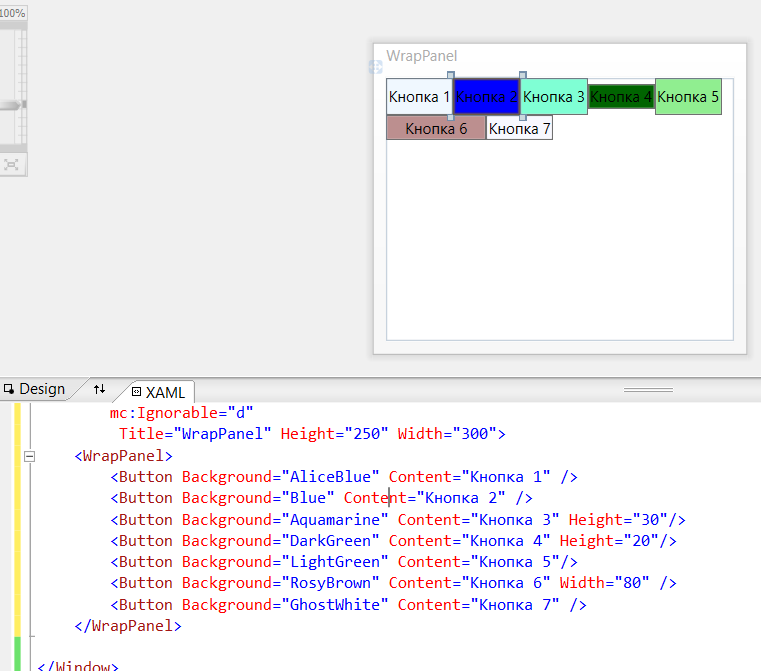 100%
WrapPanel
Кнопка 1 Кнопка 2 Кнопка 3 Кнопка 4 Кнопка 5
Кнопка 6 Кнопка 7
Design XAML
mc:Ignorable="d"
Title="WrapPanel" Height="250" Width="300">
<WrapPanel>
<Button Background="AliceBlue" Content="Кнопка 1" />
<Button Background="Blue" Content="Кнопка 2" />
<Button Background="Aquamarine" Content="Кнопка 3" Height="30"/>
<Button Background="DarkGreen" Content="Кнопка 4" Height="20"/>
<Button Background="LightGreen" Content="Кнопка 5"/>
<Button Background="RosyBrown" Content="Кнопка 6" Width="80" />
<Button Background="GhostWhite" Content="Кнопка 7" />
</WrapPanel>
</Window>